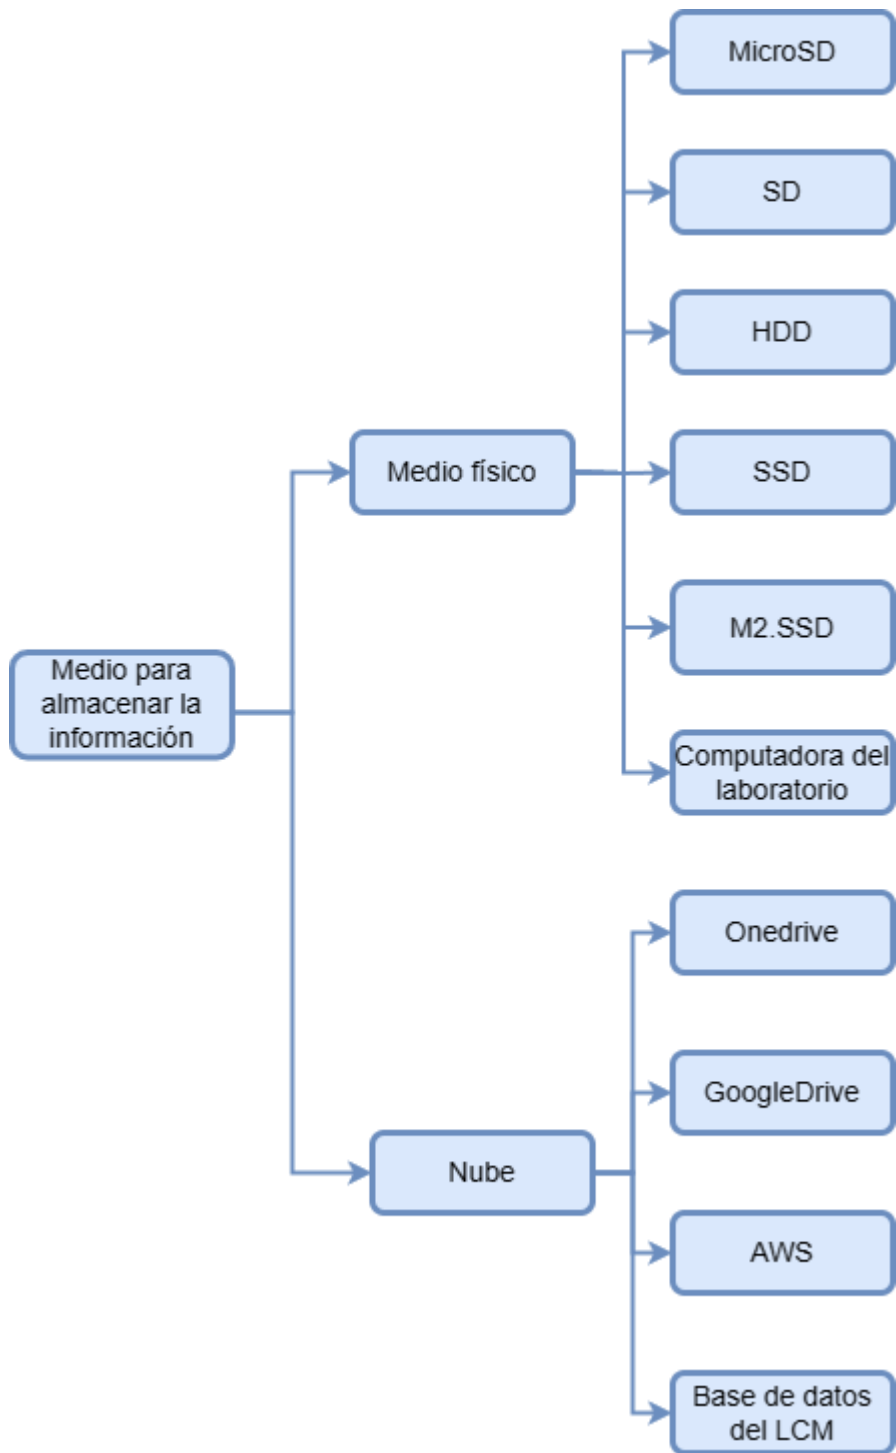 MicroSD
SD
HDD
Medio físico
SSD
M2.SSD
Medio para
almacenar la
información
Computadora del
laboratorio
Onedrive
GoogleDrive
Nube
AWS
Base de datos
del LCM